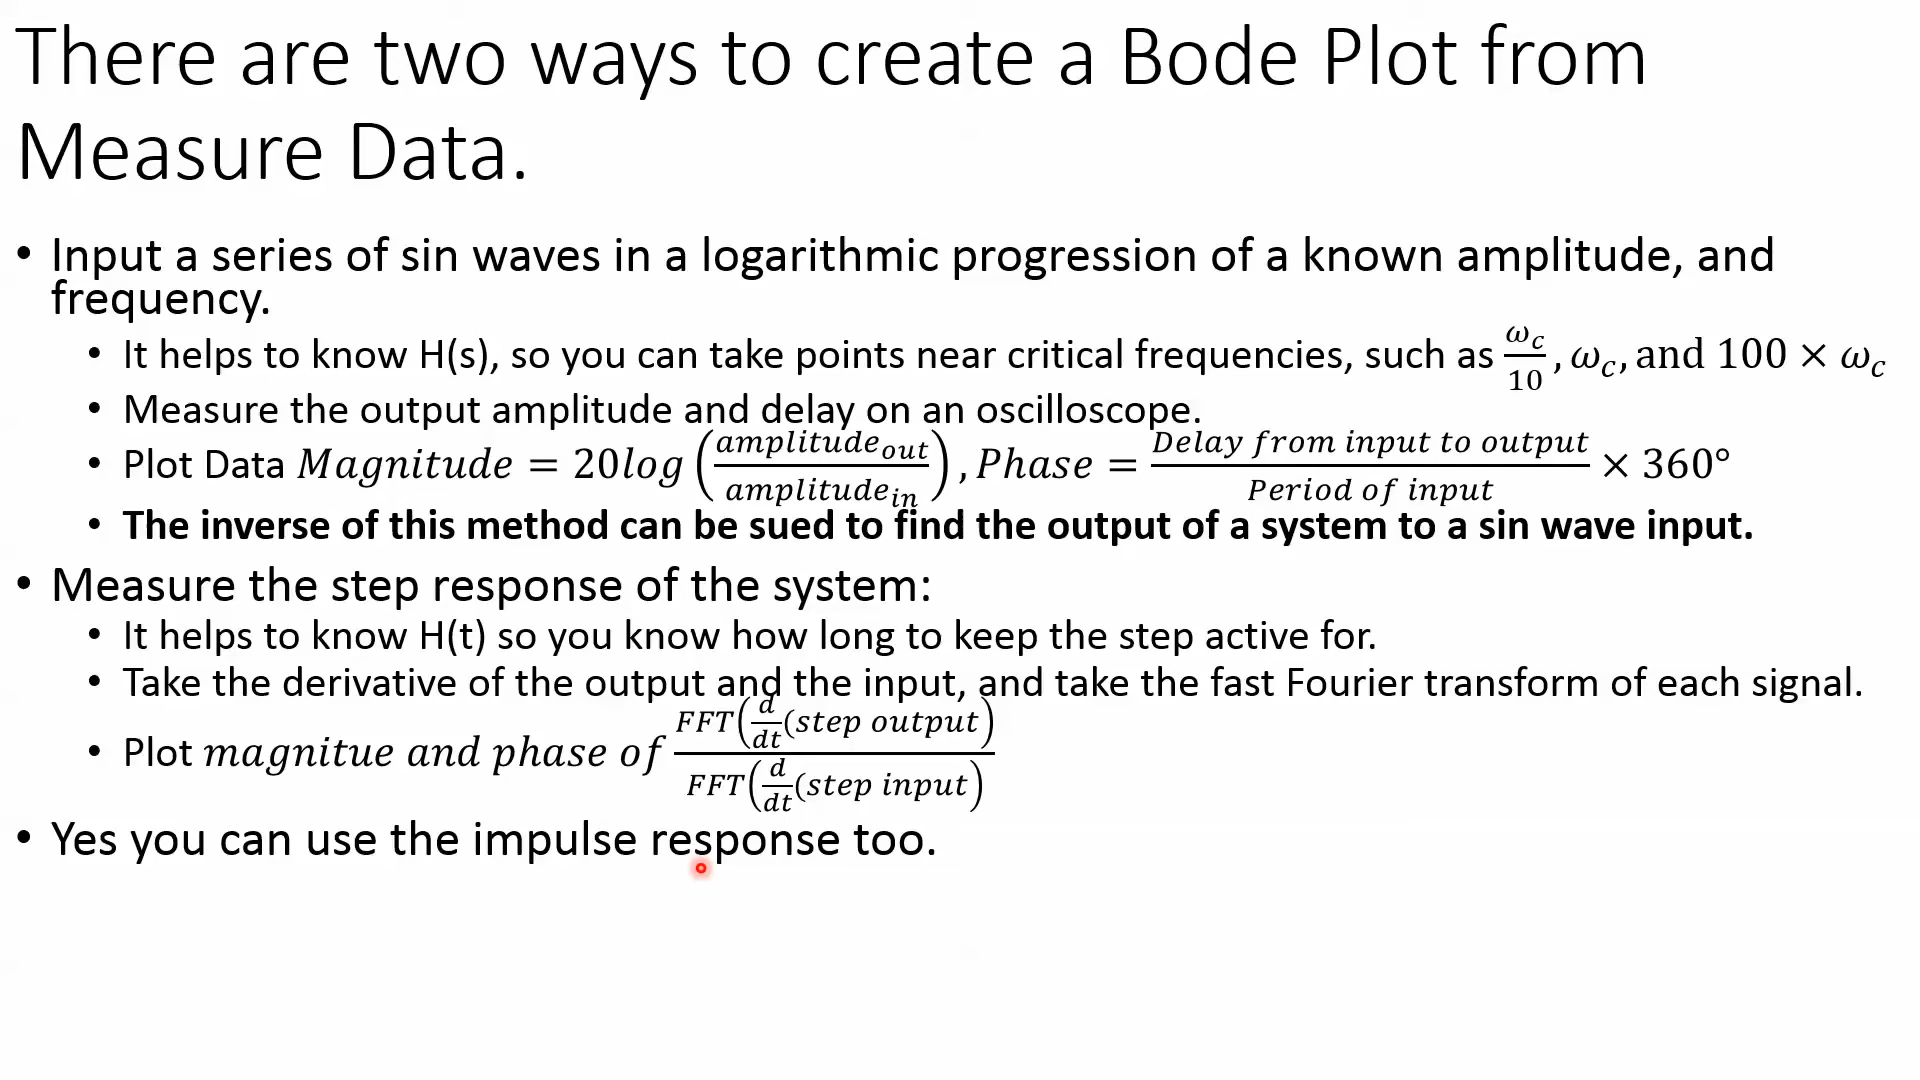 There are two ways to create a Bode Plot from
Measure Data.
• Input a series of sin waves in a logarithmic progression of a known amplitude, and
frequency.
• It helps to know H(s), so you can take points near critical frequencies, such as ω_c/10, ω_c, and 100 × ω_c
• Measure the output amplitude and delay on an oscilloscope.
• Plot Data Magnitude = 20log(amplitude_out/amplitude_in), Phase = Delay from input to output/Period of input × 360°
• The inverse of this method can be sued to find the output of a system to a sin wave input.
• Measure the step response of the system:
• It helps to know H(t) so you know how long to keep the step active for.
• Take the derivative of the output and the input, and take the fast Fourier transform of each signal.
• Plot magnitue and phase of FFT(d/dt(step output)/FFT(d/dt(step input)
• Yes you can use the impulse response too.